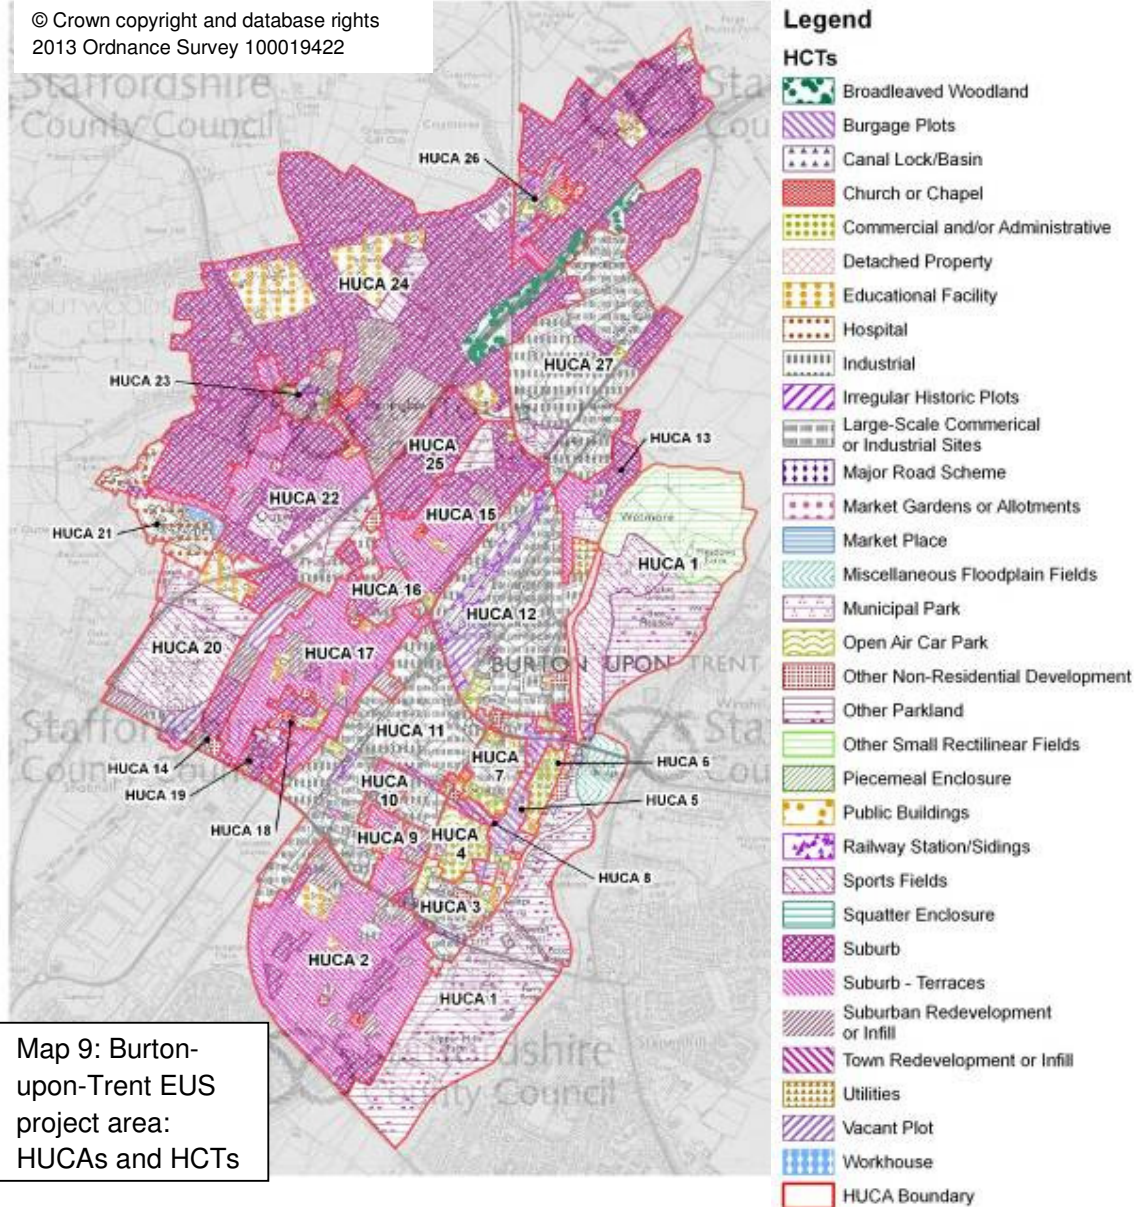 © Crown copyright and database rights
2013 Ordnance Survey 100019422
Staffordshire
County Council
HUCA 26
HUCA 24
HUCA 27
HUCA 23
HUCA
25
HUCA 13
HUCA 22
HUCA 15
HUCA 21
HUCA 1
HUCA 16
HUCA 12
HUCA 20
HUCA 17
BURTON UPON TRENT
HUCA 11
HUCA
7
HUCA 6
HUCA 14
HUCA 19
HUCA
10
HUCA 5
HUCA 18
HUCA 9
HUCA
4
HUCA 8
HUCA 3
HUCA 2
HUCA 1
Staffordshire
County Council
Map 9: Burton-
upon-Trent EUS
project area:
HUCAs and HCTs
Legend
HCTs
Broadleaved Woodland
Burgage Plots
Canal Lock/Basin
Church or Chapel
Commercial and/or Administrative
Detached Property
Educational Facility
Hospital
Industrial
Irregular Historic Plots
Large-Scale Commerical
or Industrial Sites
Major Road Scheme
Market Gardens or Allotments
Market Place
Miscellaneous Floodplain Fields
Municipal Park
Open Air Car Park
Other Non-Residential Development
Other Parkland
Other Small Rectilinear Fields
Piecemeal Enclosure
Public Buildings
Railway Station/Sidings
Sports Fields
Squatter Enclosure
Suburb
Suburb - Terraces
Suburban Redevelopment
or Infill
Town Redevelopment or Infill
Utilities
Vacant Plot
Workhouse
HUCA Boundary